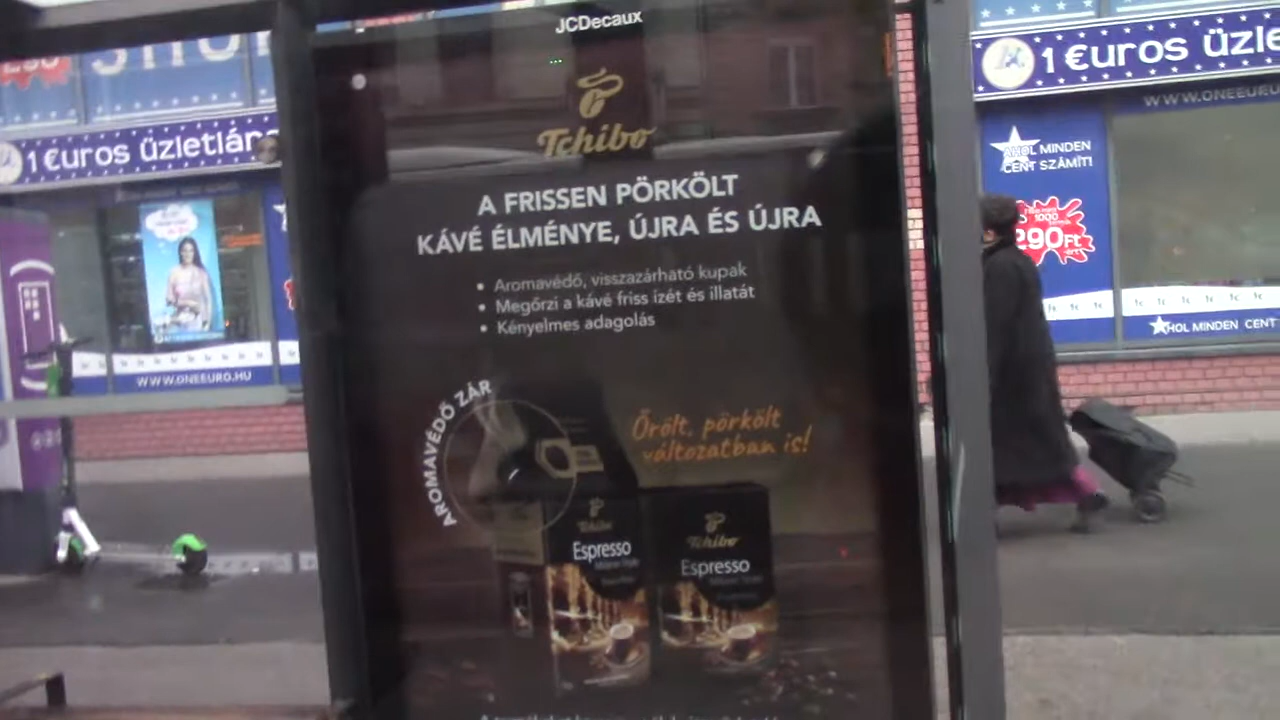 JCDecaux
Tchibo
A FRISSEN PÖRKÖLT
KÁVÉ ÉLMÉNYE, ÚJRA ÉS ÚJRA
• Aromavédő, visszazárható kupak
• Megőrzi a kávé friss ízét és illatát
• Kényelmes adagolás
AROMAVÉDŐ ZÁR
Őrölt, pörkölt
változatban is!
Tchibo
Espresso
Tchibo
Espresso
1 €uros üzletlánc
WWW.ONEEURO.HU
1 €uros üzle
WWW.ONEEU
AHOL MINDEN
CENT SZÁMÍT!
1000
290Ft
AHOL MINDEN CENT